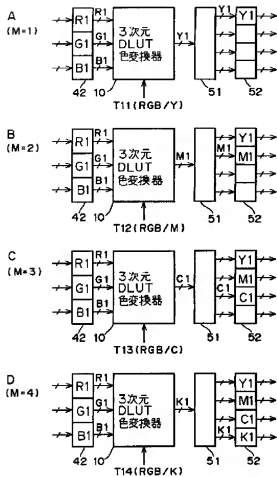 A
(M=1)
R1
R1
G1
G1
B1
B1
42
10
3次元
DLUT
色変換器
T11(RGB/Y)
Y1
51
Y1
Y1
52
B
(M=2)
R1
R1
G1
G1
B1
B1
42
10
3次元
DLUT
色変換器
T12(RGB/M)
M1
51
M1
Y1
M1
52
C
(M=3)
R1
R1
G1
G1
B1
B1
42
10
3次元
DLUT
色変換器
T13(RGB/C)
C1
51
C1
Y1
M1
C1
52
D
(M=4)
R1
R1
G1
G1
B1
B1
42
10
3次元
DLUT
色変換器
T14(RGB/K)
K1
51
K1
Y1
M1
C1
K1
52